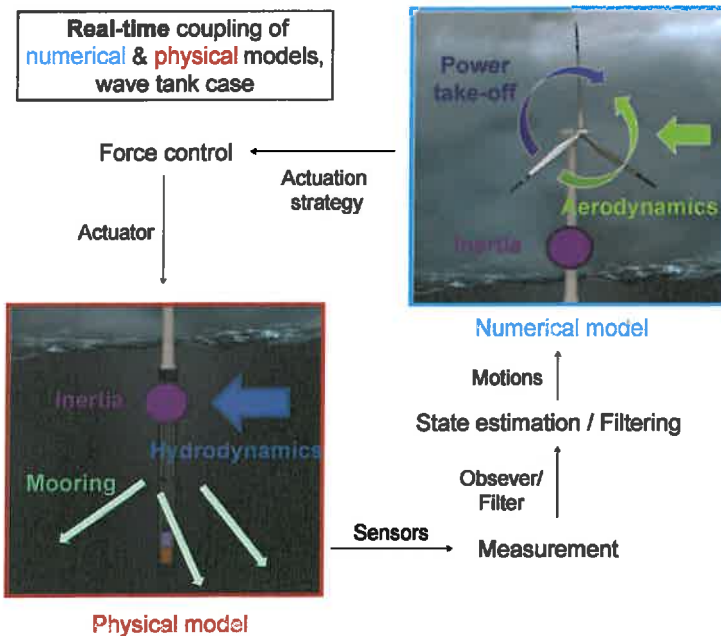 Real-time coupling of
numerical & physical models,
wave tank case
Power
take-off
Force control
Actuation
strategy
Aerodynamics
Actuator
Inertia
Numerical model
Motions
Inertia
State estimation / Filtering
Hydrodynamics
Mooring
Obsever/
Filter
Sensors
Measurement
Physical model